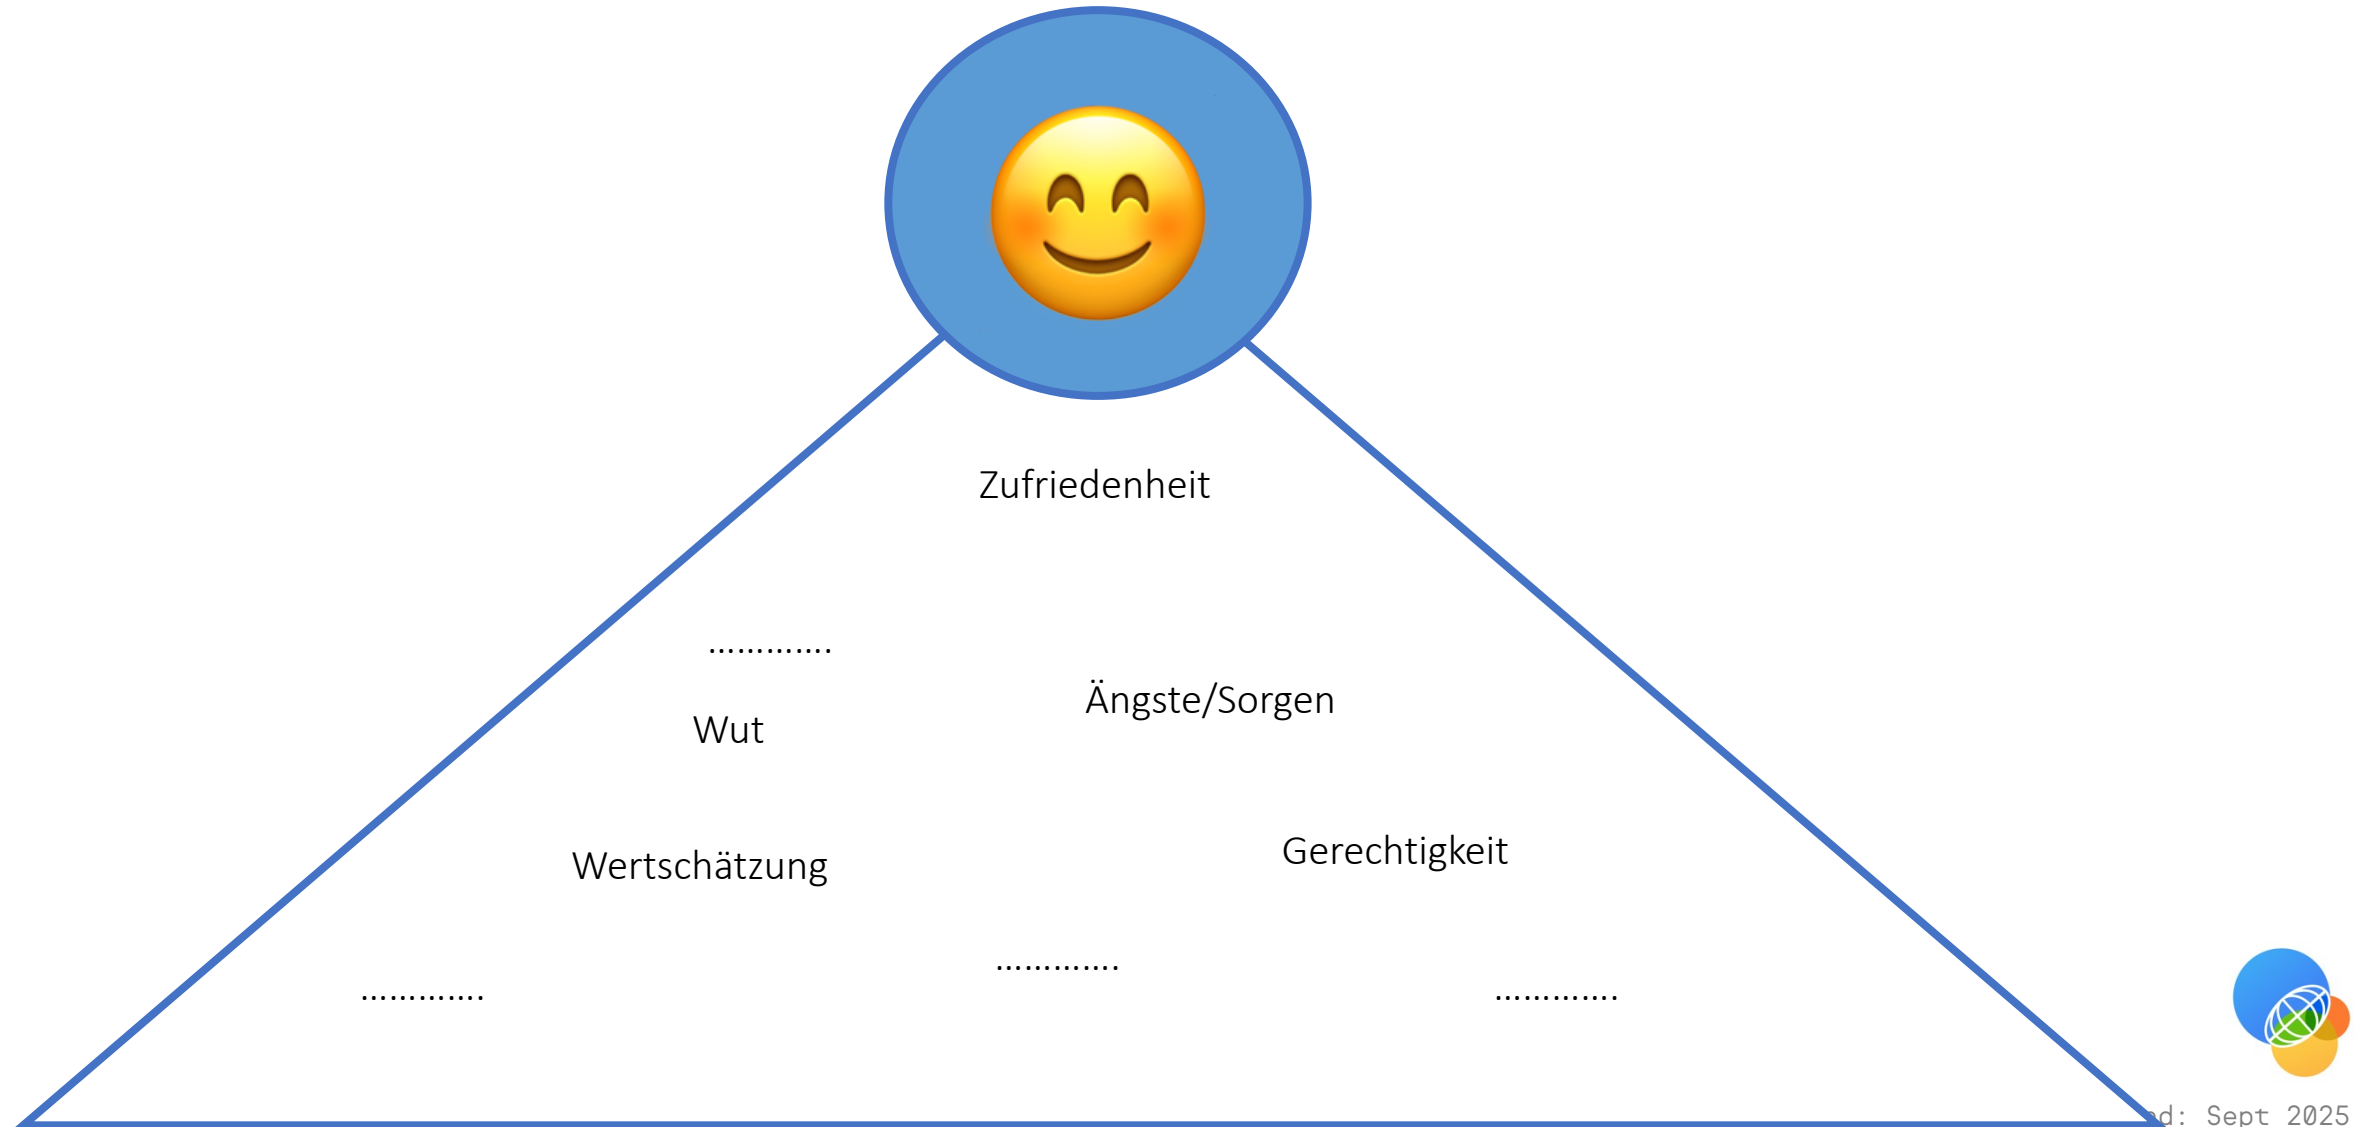 Zufriedenheit
………….
Ängste/Sorgen
Wut
Gerechtigkeit
Wertschätzung
………….
………….
………….
d: Sept 2025